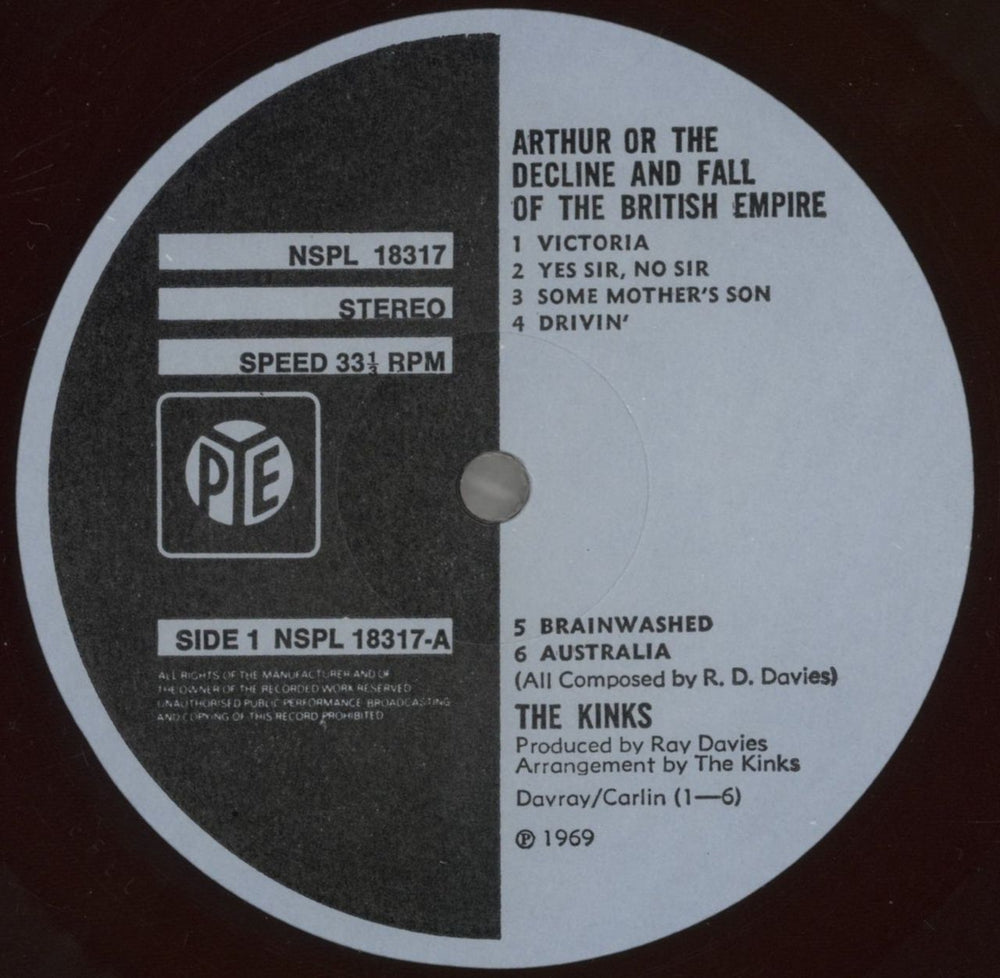 NSPL 18317
STEREO
SPEED 33⅓ RPM
PYE
SIDE 1 NSPL 18317-A
ALL RIGHTS OF THE MANUFACTURER AND OF
THE OWNER OF THE RECORDED WORK RESERVED
UNAUTHORISED PUBLIC PERFORMANCE BROADCASTING
AND COPYING OF THIS RECORD PROHIBITED
ARTHUR OR THE
DECLINE AND FALL
OF THE BRITISH EMPIRE
1 VICTORIA
2 YES SIR, NO SIR
3 SOME MOTHER'S SON
4 DRIVIN'
5 BRAINWASHED
6 AUSTRALIA
(All Composed by R. D. Davies)
THE KINKS
Produced by Ray Davies
Arrangement by The Kinks
Davray/Carlin (1—6)
℗ 1969